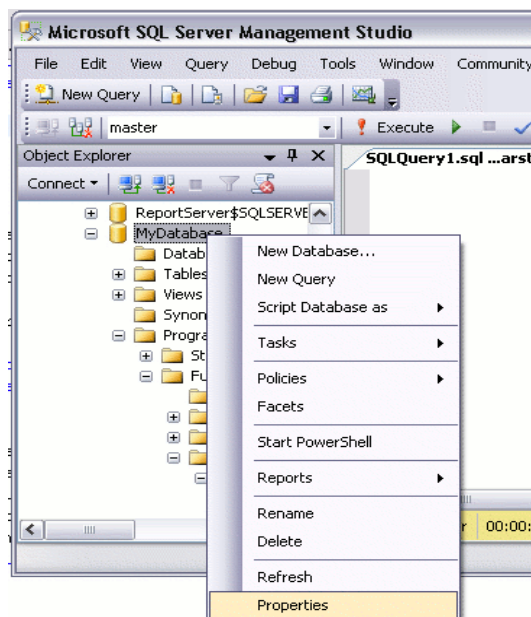 Microsoft SQL Server Management Studio
File Edit View Query Debug Tools Window Community
New Query
master Execute
Object Explorer
SQLQuery1.sql ...arst
Connect
ReportServer$SQLSERVE
MyDatabase
Datab
Tables
Views
Synon
Progra
St
Fu
New Database...
New Query
Script Database as
Tasks
Policies
Facets
Start PowerShell
Reports
Rename
Delete
Refresh
Properties
r 00:00: